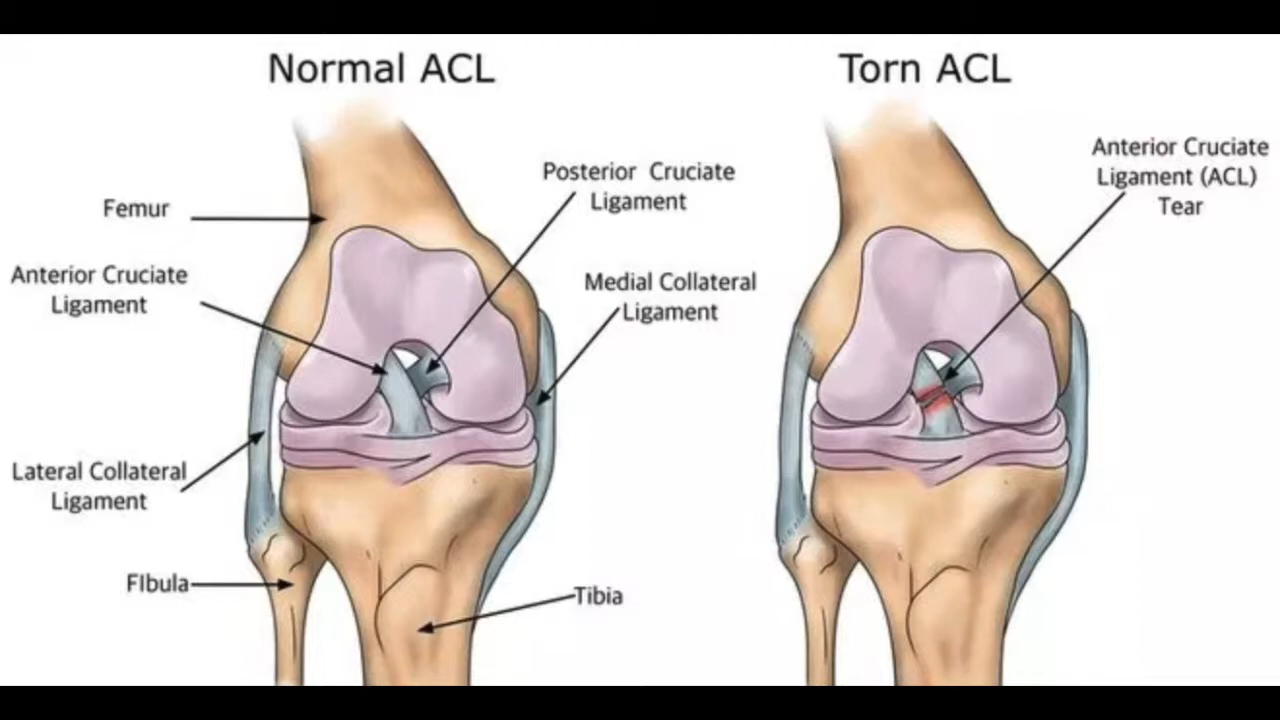 Normal ACL
Torn ACL
Posterior Cruciate
Ligament
Femur
Anterior Cruciate
Ligament
Medial Collateral
Ligament
Lateral Collateral
Ligament
FIbula
Tibia
Anterior Cruciate
Ligament (ACL)
Tear